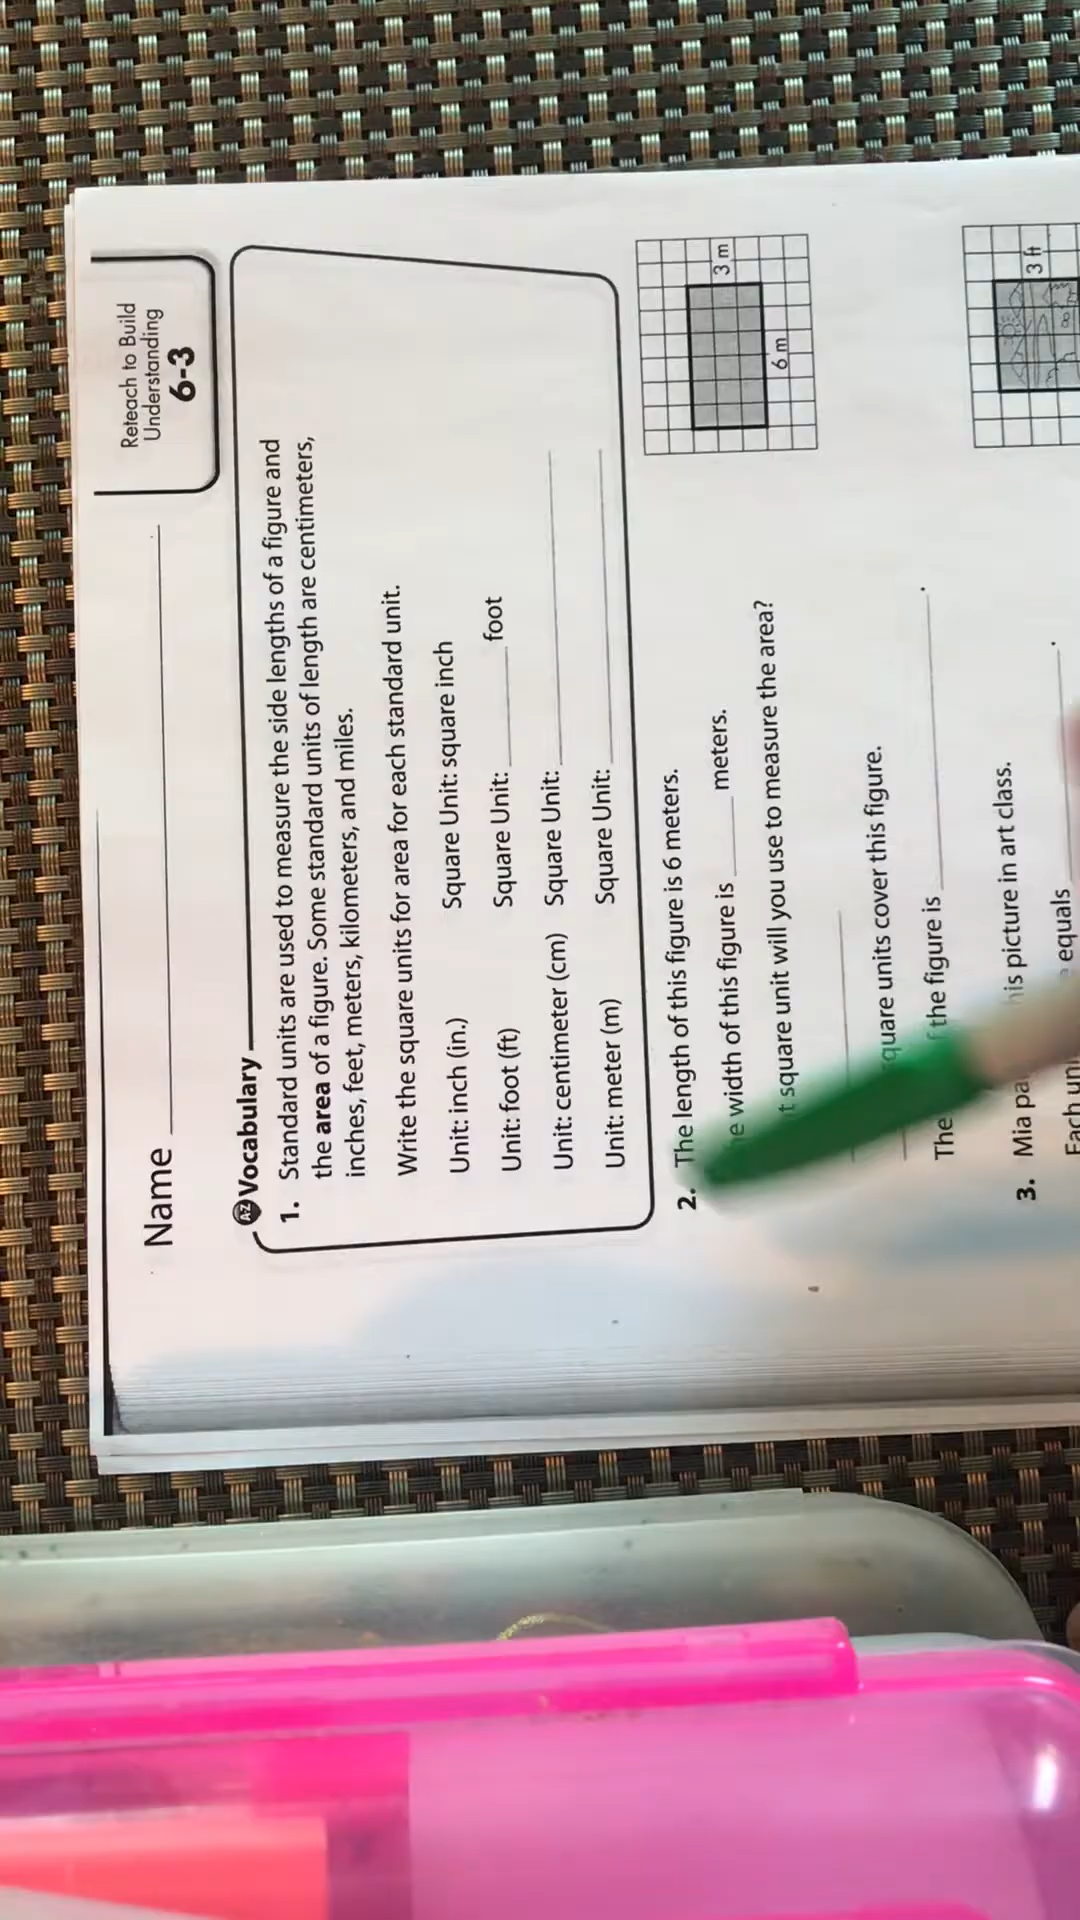 Name
Reteach to Build
Understanding
6-3
AZ Vocabulary
1. Standard units are used to measure the side lengths of a figure and
the area of a figure. Some standard units of length are centimeters,
inches, feet, meters, kilometers, and miles.
Write the square units for area for each standard unit.
Unit: inch (in.) Square Unit: square inch
Unit: foot (ft) Square Unit: foot
Unit: centimeter (cm) Square Unit:
Unit: meter (m) Square Unit:
2. The length of this figure is 6 meters.
width of this figure is meters.
square unit will you use to measure the area?
3 m
6 m
units cover this figure.
The the figure is .
3. Mia picture in art class.
equals .
Each
3 ft